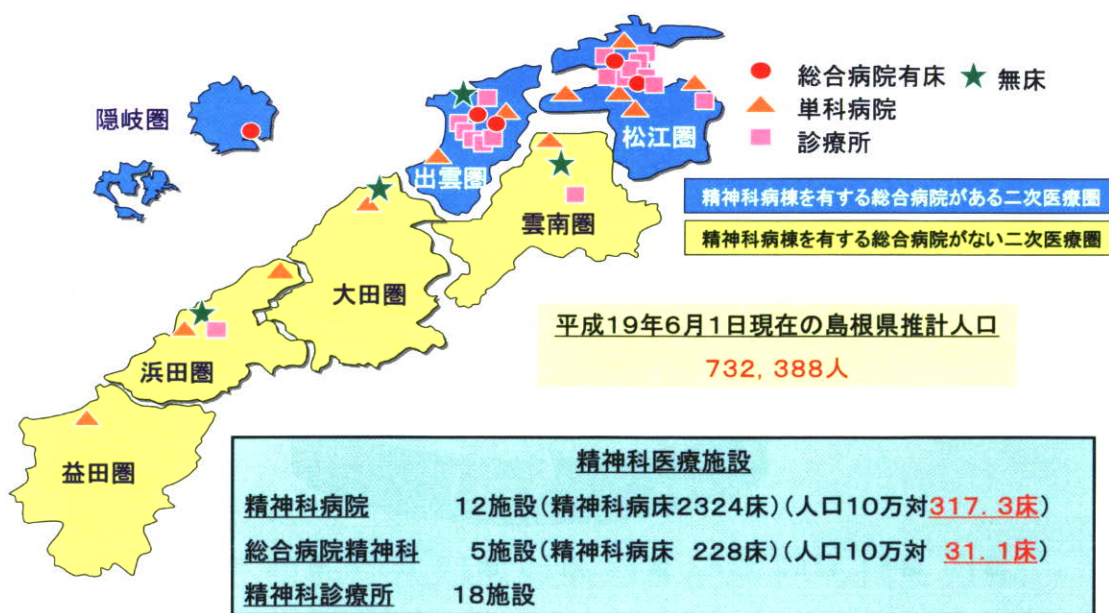 隠岐圏
出雲圏
松江圏
雲南圏
大田圏
浜田圏
益田圏
総合病院有床 無床
単科病院
診療所
精神科病棟を有する総合病院がある二次医療圏
精神科病棟を有する総合病院がない二次医療圏
平成19年6月1日現在の島根県推計人口
732,388人
精神科医療施設
精神科病院 12施設(精神科病床2324床)(人口10万対317.3床)
総合病院精神科 5施設(精神科病床 228床)(人口10万対 31.1床)
精神科診療所 18施設